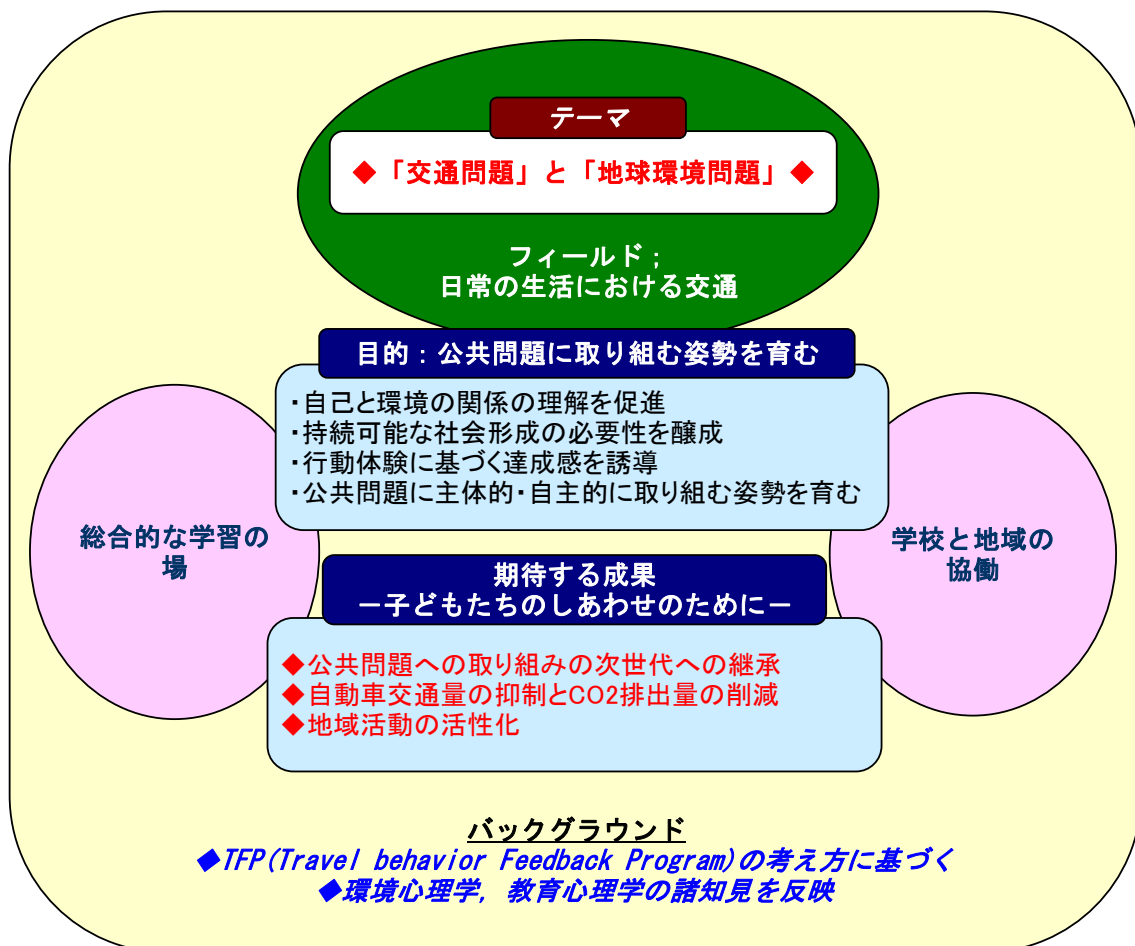 テーマ
◆「交通問題」と「地球環境問題」◆
フィールド；
日常の生活における交通
目的：公共問題に取り組む姿勢を育む
・自己と環境の関係の理解を促進
・持続可能な社会形成の必要性を醸成
・行動体験に基づく達成感を誘導
・公共問題に主体的・自主的に取り組む姿勢を育む
総合的な学習の
場
学校と地域の
協働
期待する成果
－子どもたちのしあわせのために－
◆公共問題への取り組みの次世代への継承
◆自動車交通量の抑制とCO2排出量の削減
◆地域活動の活性化
バックグラウンド
◆TFP(Travel behavior Feedback Program)の考え方に基づく
◆環境心理学，教育心理学の諸知見を反映